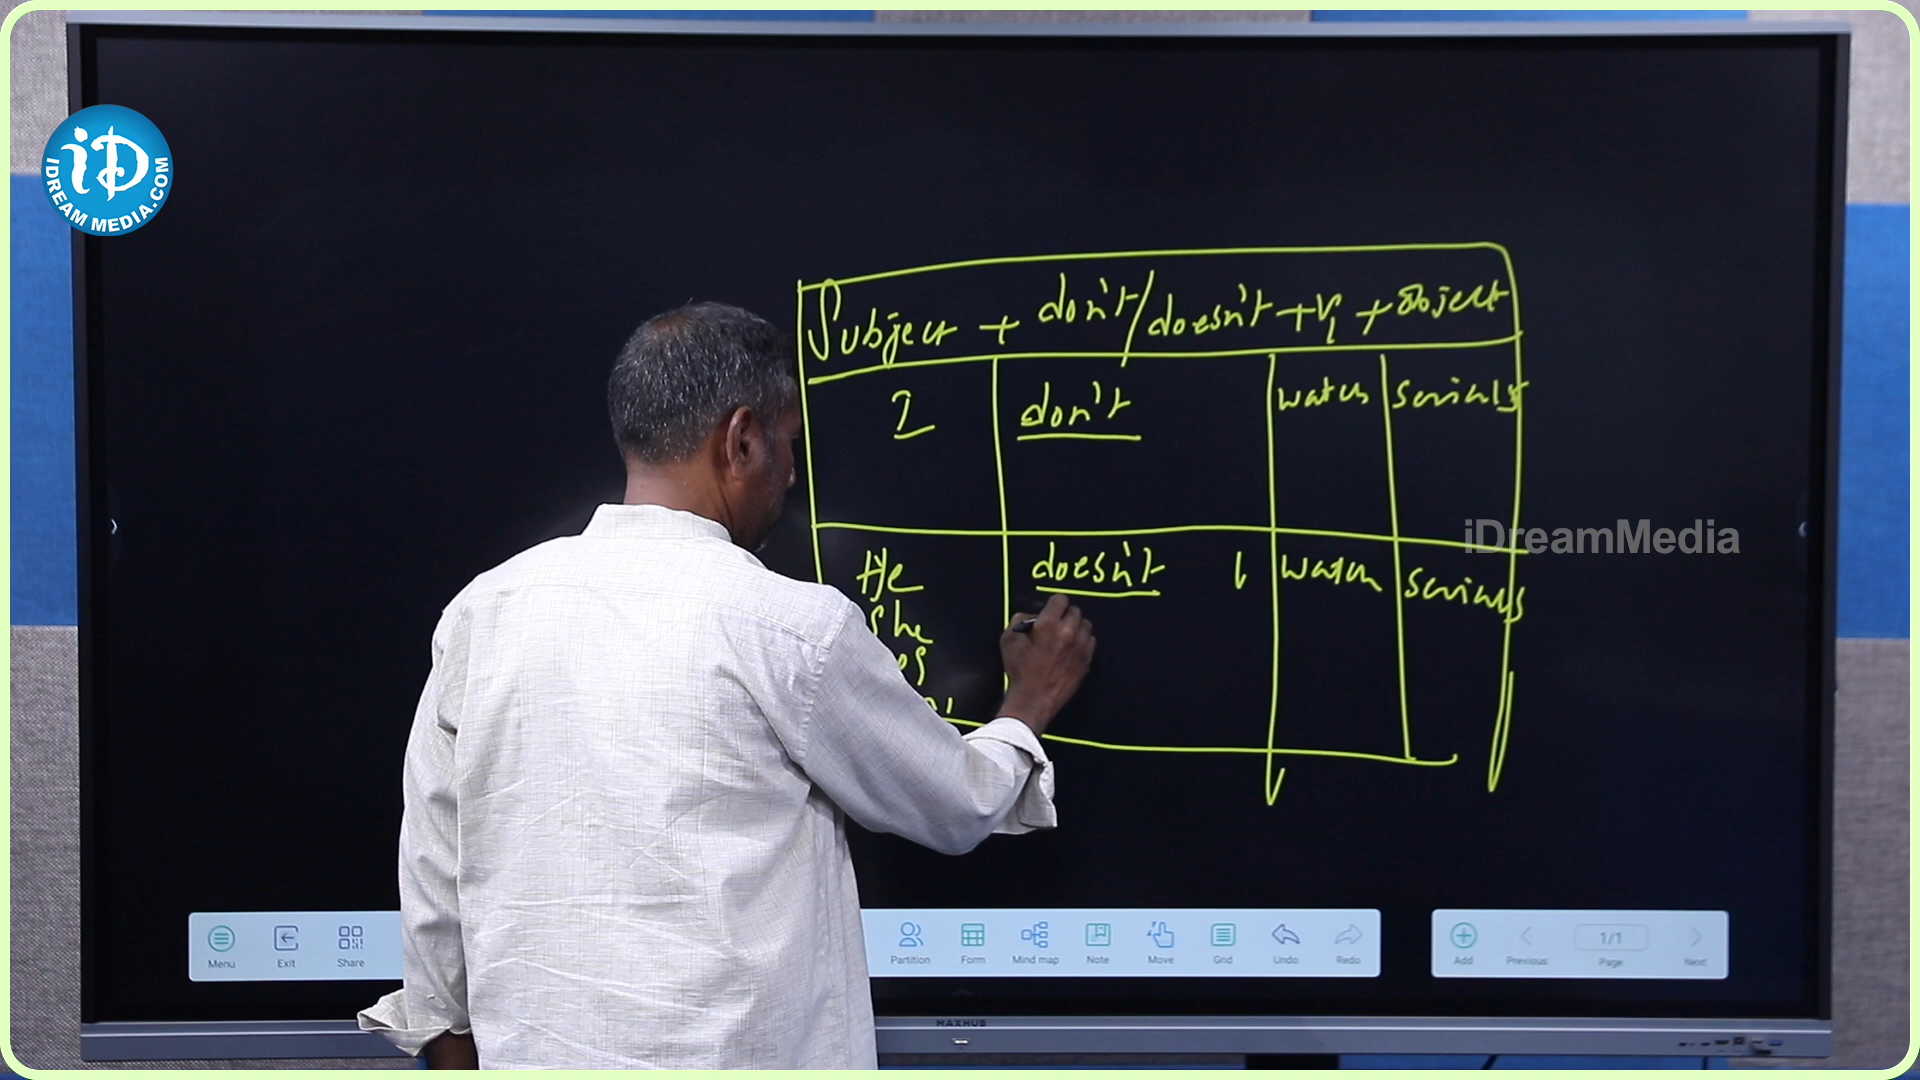 iD
IDREAM MEDIA.COM
Subject + don't/doesn't + V1 + object
I don't watch serials
iDreamMedia
He doesn't watch serials
She
Menu Exit Share Partition Form Mind map Note Move Grid Undo Redo Add Previous 1/1 Page Next
MAXHUB